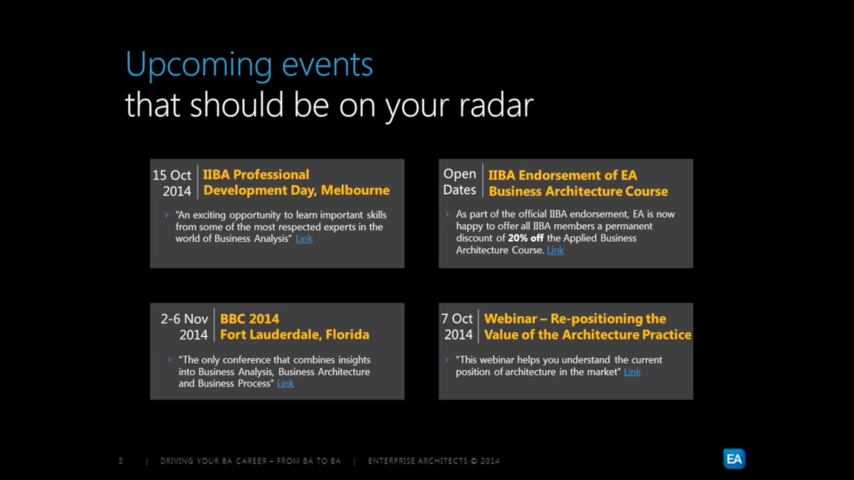 Upcoming events
that should be on your radar
15 Oct
2014
IIBA Professional
Development Day, Melbourne
› "An exciting opportunity to learn important skills
from some of the most respected experts in the
world of Business Analysis" Link
Open
Dates
IIBA Endorsement of EA
Business Architecture Course
› As part of the official IIBA endorsement, EA is now
happy to offer all IIBA members a permanent
discount of 20% off the Applied Business
Architecture Course. Link
2-6 Nov
2014
BBC 2014
Fort Lauderdale, Florida
› "The only conference that combines insights
into Business Analysis, Business Architecture
and Business Process" Link
7 Oct
2014
Webinar – Re-positioning the
Value of the Architecture Practice
› "This webinar helps you understand the current
position of architecture in the market" Link
5 | DRIVING YOUR BA CAREER – FROM BA TO BA | ENTERPRISE ARCHITECTS © 2014
EA